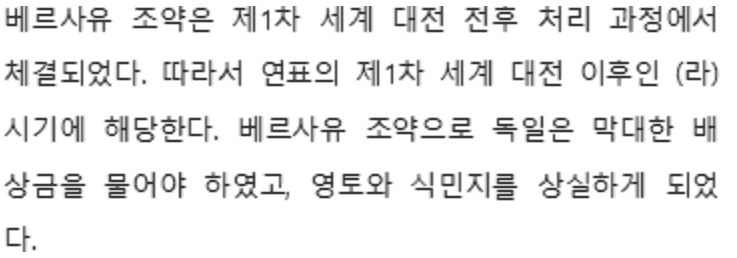 베르사유 조약은 제1차 세계 대전 전후 처리 과정에서
체결되었다. 따라서 연표의 제1차 세계 대전 이후인 (라)
시기에 해당한다. 베르사유 조약으로 독일은 막대한 배
상금을 물어야 하였고, 영토와 식민지를 상실하게 되었
다.